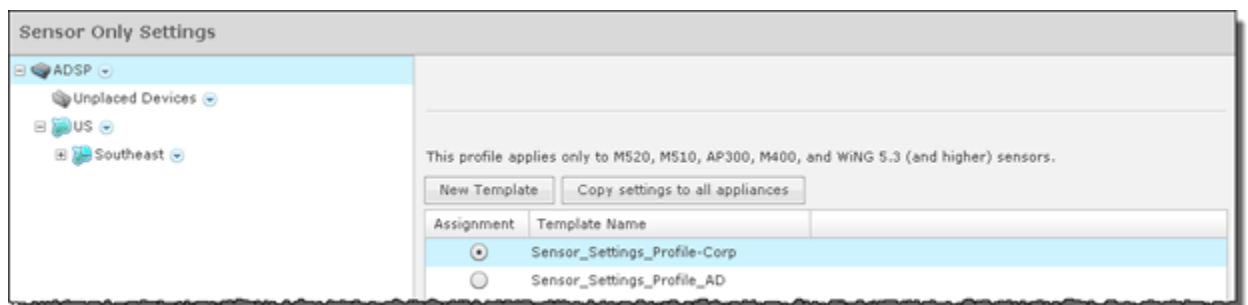 Sensor Only Settings
ADSP
Unplaced Devices
US
Southeast
This profile applies only to M520, M510, AP300, M400, and WiNG 5.3 (and higher) sensors.
New Template Copy settings to all appliances
Assignment Template Name
Sensor_Settings_Profile-Corp
Sensor_Settings_Profile_AD